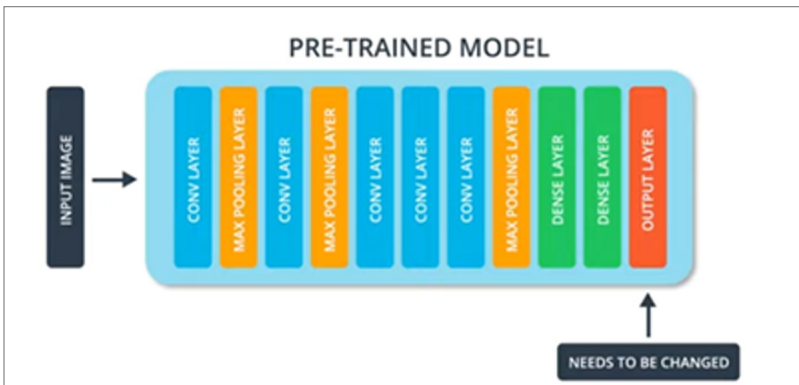 PRE-TRAINED MODEL
INPUT IMAGE
CONV LAYER
MAX POOLING LAYER
CONV LAYER
MAX POOLING LAYER
CONV LAYER
CONV LAYER
CONV LAYER
MAX POOLING LAYER
DENSE LAYER
DENSE LAYER
OUTPUT LAYER
NEEDS TO BE CHANGED